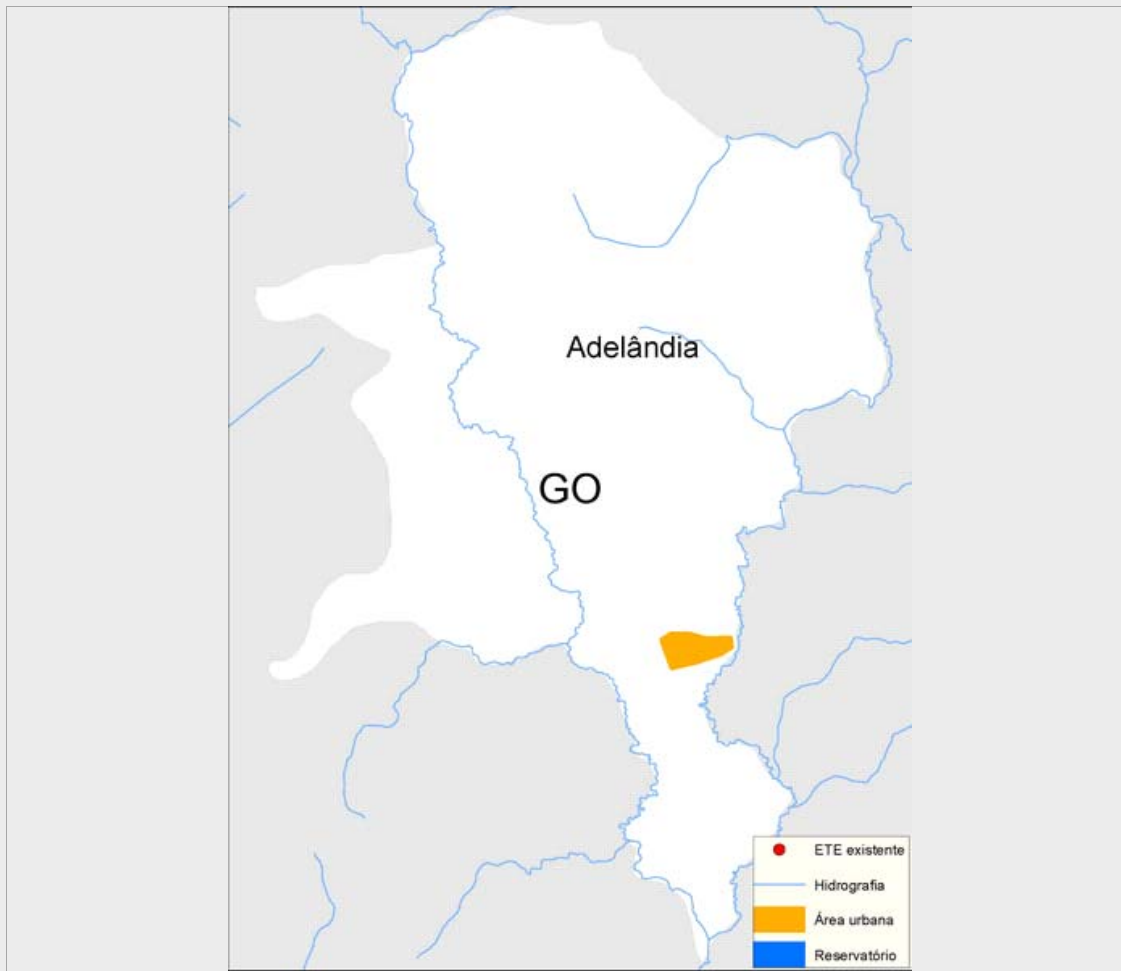 Adelândia
GO
ETE existente
Hidrografia
Área urbana
Reservatório